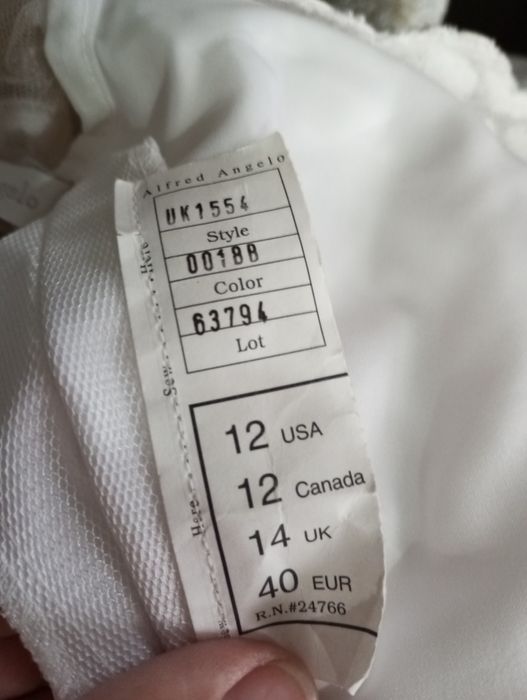 Alfred Angelo
UK1554
Style
00188
Color
63794
Lot
Sew Here
Here
12 USA
12 Canada
14 UK
40 EUR
R.N.#24766